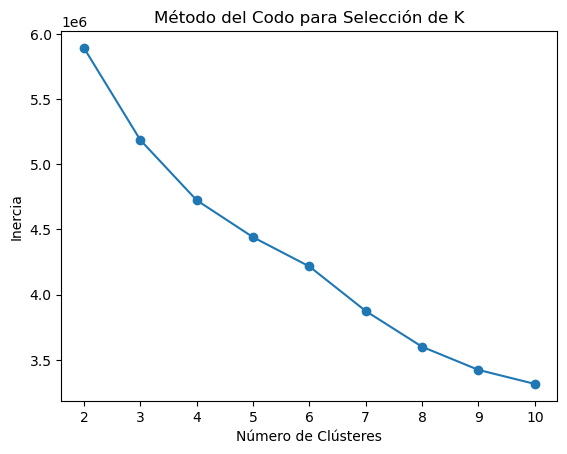 Método del Codo para Selección de K
1e6
6.0
5.5
5.0
4.5
4.0
3.5
Inercia
2 3 4 5 6 7 8 9 10
Número de Clústeres